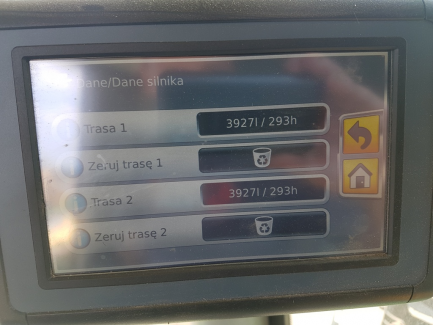 Dane/Dane silnika
Trasa 1 3927l / 293h
Zeruj trasę 1
Trasa 2 3927l / 293h
Zeruj trasę 2